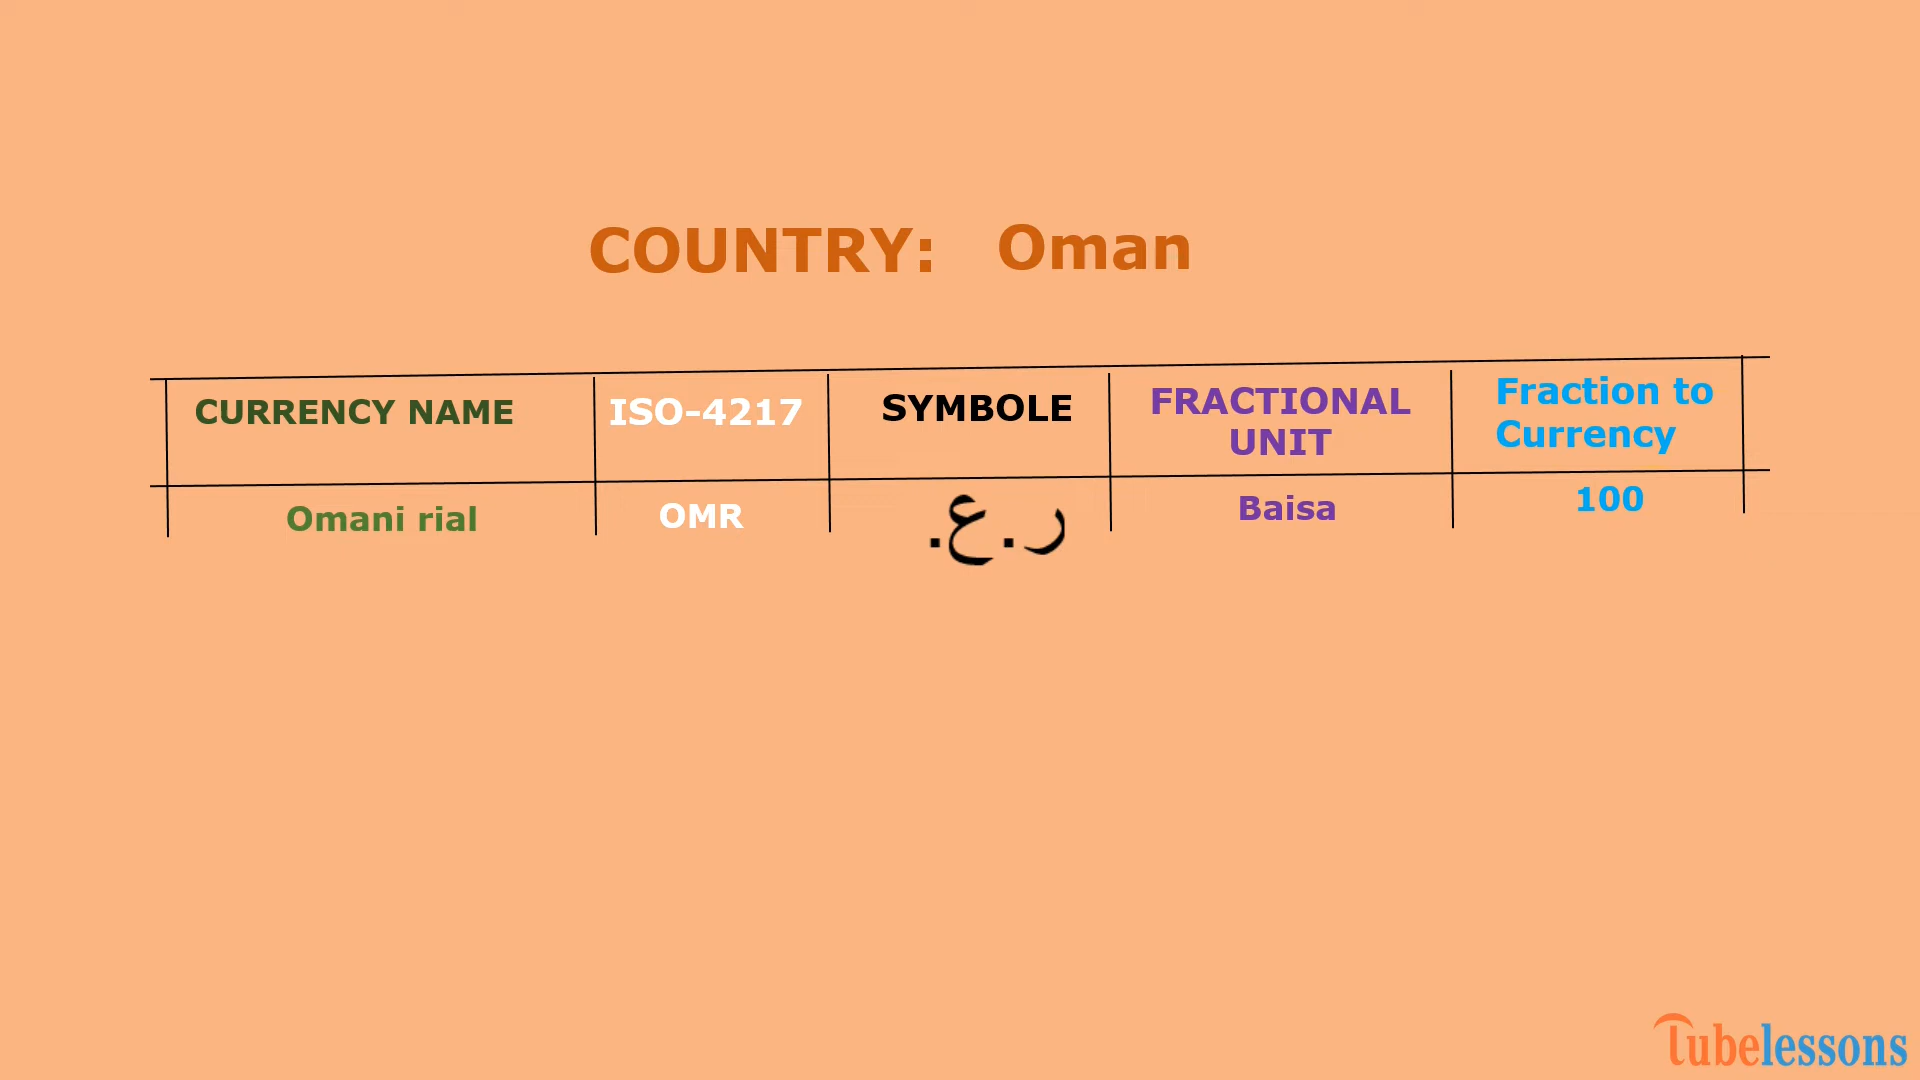 COUNTRY: Oman
CURRENCY NAME ISO-4217 SYMBOLE FRACTIONAL UNIT Fraction to Currency
Omani rial OMR ر.ع. Baisa 100
Tubelessons